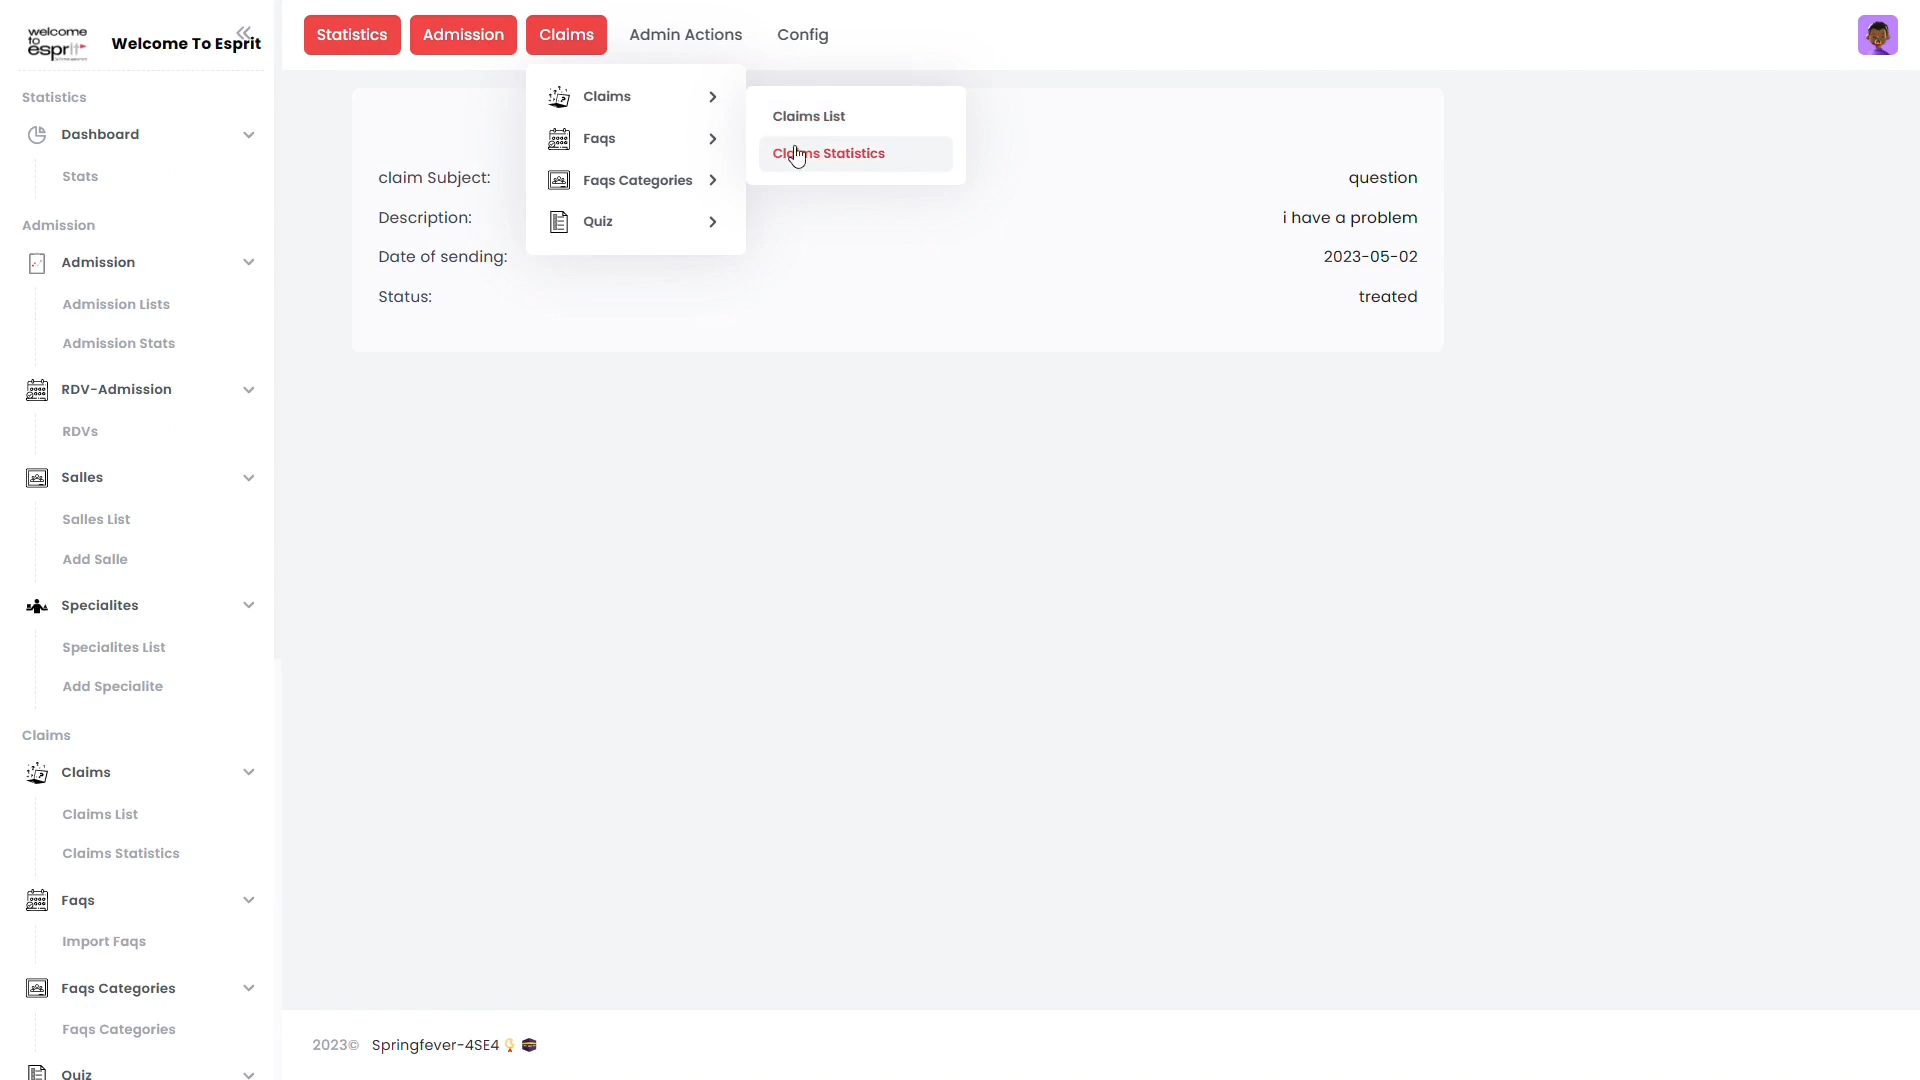 welcome
to
esprit
Welcome To Esprit
Statistics
Admission
Claims
Admin Actions
Config
Statistics
Dashboard
Stats
Admission
Admission
Admission Lists
Admission Stats
RDV-Admission
RDVs
Salles
Salles List
Add Salle
Specialites
Specialites List
Add Specialite
Claims
Claims
Claims List
Claims Statistics
Faqs
Import Faqs
Faqs Categories
Faqs Categories
Quiz
Claims
Faqs
Faqs Categories
Quiz
Claims List
Claims Statistics
claim Subject: question
Description: i have a problem
Date of sending: 2023-05-02
Status: treated
2023© Springfever-4SE4